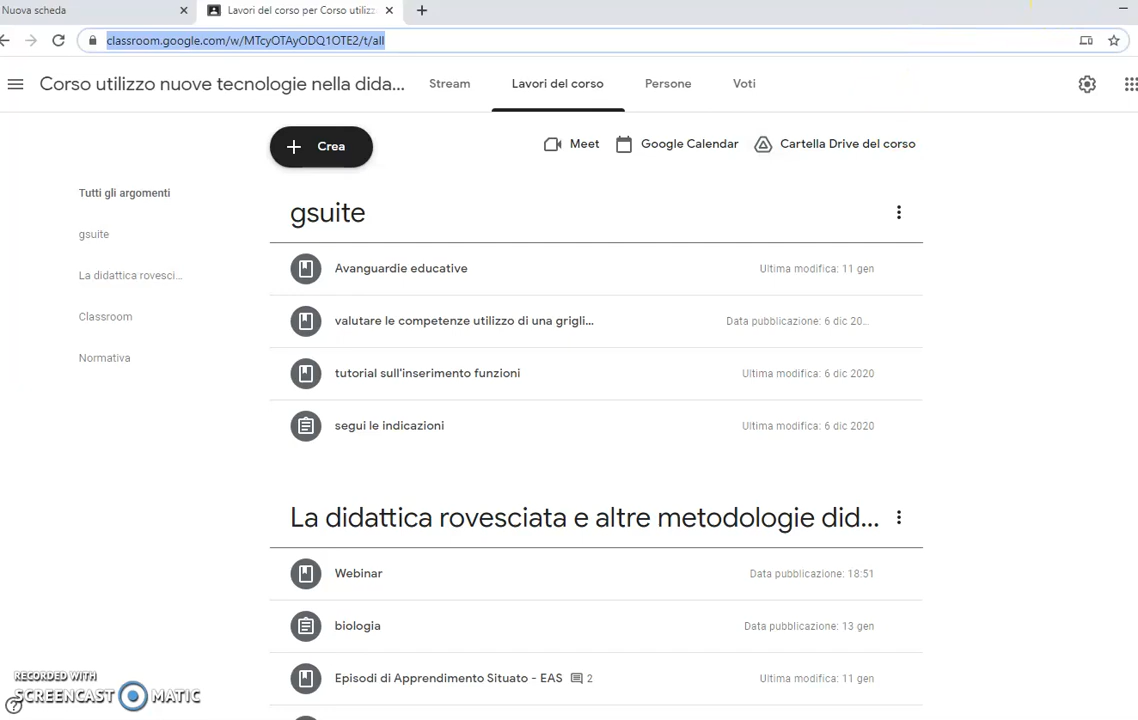 Nuova scheda
Lavori del corso per Corso utilizz
classroom.google.com/w/MTcyOTAyODQ1OTE2/t/all
Corso utilizzo nuove tecnologie nella dida...
Stream
Lavori del corso
Persone
Voti
Crea
Meet
Google Calendar
Cartella Drive del corso
Tutti gli argomenti
gsuite
La didattica rovesci...
Classroom
Normativa
gsuite
Avanguardie educative
Ultima modifica: 11 gen
valutare le competenze utilizzo di una grigli...
Data pubblicazione: 6 dic 20...
tutorial sull'inserimento funzioni
Ultima modifica: 6 dic 2020
segui le indicazioni
Ultima modifica: 6 dic 2020
La didattica rovesciata e altre metodologie did...
Webinar
Data pubblicazione: 18:51
biologia
Data pubblicazione: 13 gen
Episodi di Apprendimento Situato - EAS
2
Ultima modifica: 11 gen
RECORDED WITH
SCREENCAST MATIC